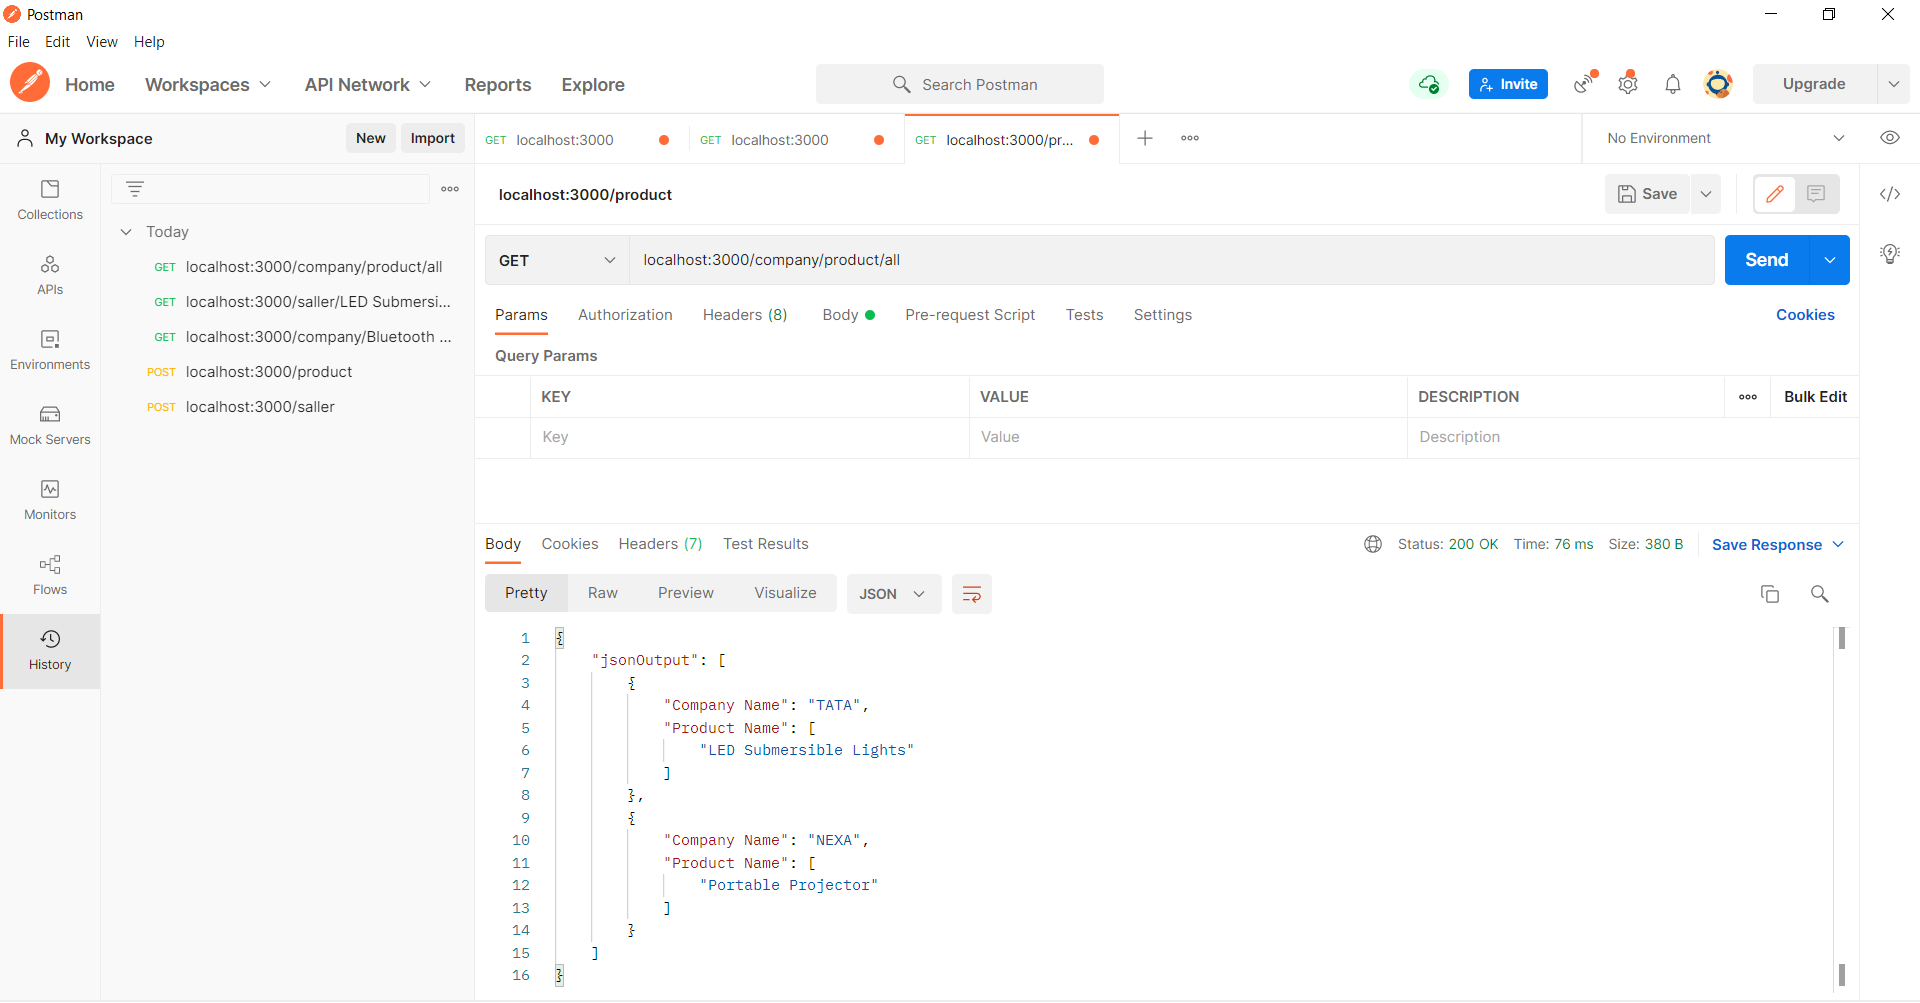 Postman
File Edit View Help
Home Workspaces API Network Reports Explore Search Postman Invite Upgrade
My Workspace New Import GET localhost:3000 GET localhost:3000 GET localhost:3000/pr... No Environment
localhost:3000/product Save
Collections
APIs
Environments
Mock Servers
Monitors
Flows
History
Today
GET localhost:3000/company/product/all
GET localhost:3000/saller/LED Submersi...
GET localhost:3000/company/Bluetooth ...
POST localhost:3000/product
POST localhost:3000/saller
GET localhost:3000/company/product/all Send
Params Authorization Headers (8) Body Pre-request Script Tests Settings Cookies
Query Params
KEY VALUE DESCRIPTION Bulk Edit
Key Value Description
Body Cookies Headers (7) Test Results Status: 200 OK Time: 76 ms Size: 380 B Save Response
Pretty Raw Preview Visualize JSON
1 {
2 "jsonOutput": [
3 {
4 "Company Name": "TATA",
5 "Product Name": [
6 "LED Submersible Lights"
7 ]
8 },
9 {
10 "Company Name": "NEXA",
11 "Product Name": [
12 "Portable Projector"
13 ]
14 }
15 ]
16 }